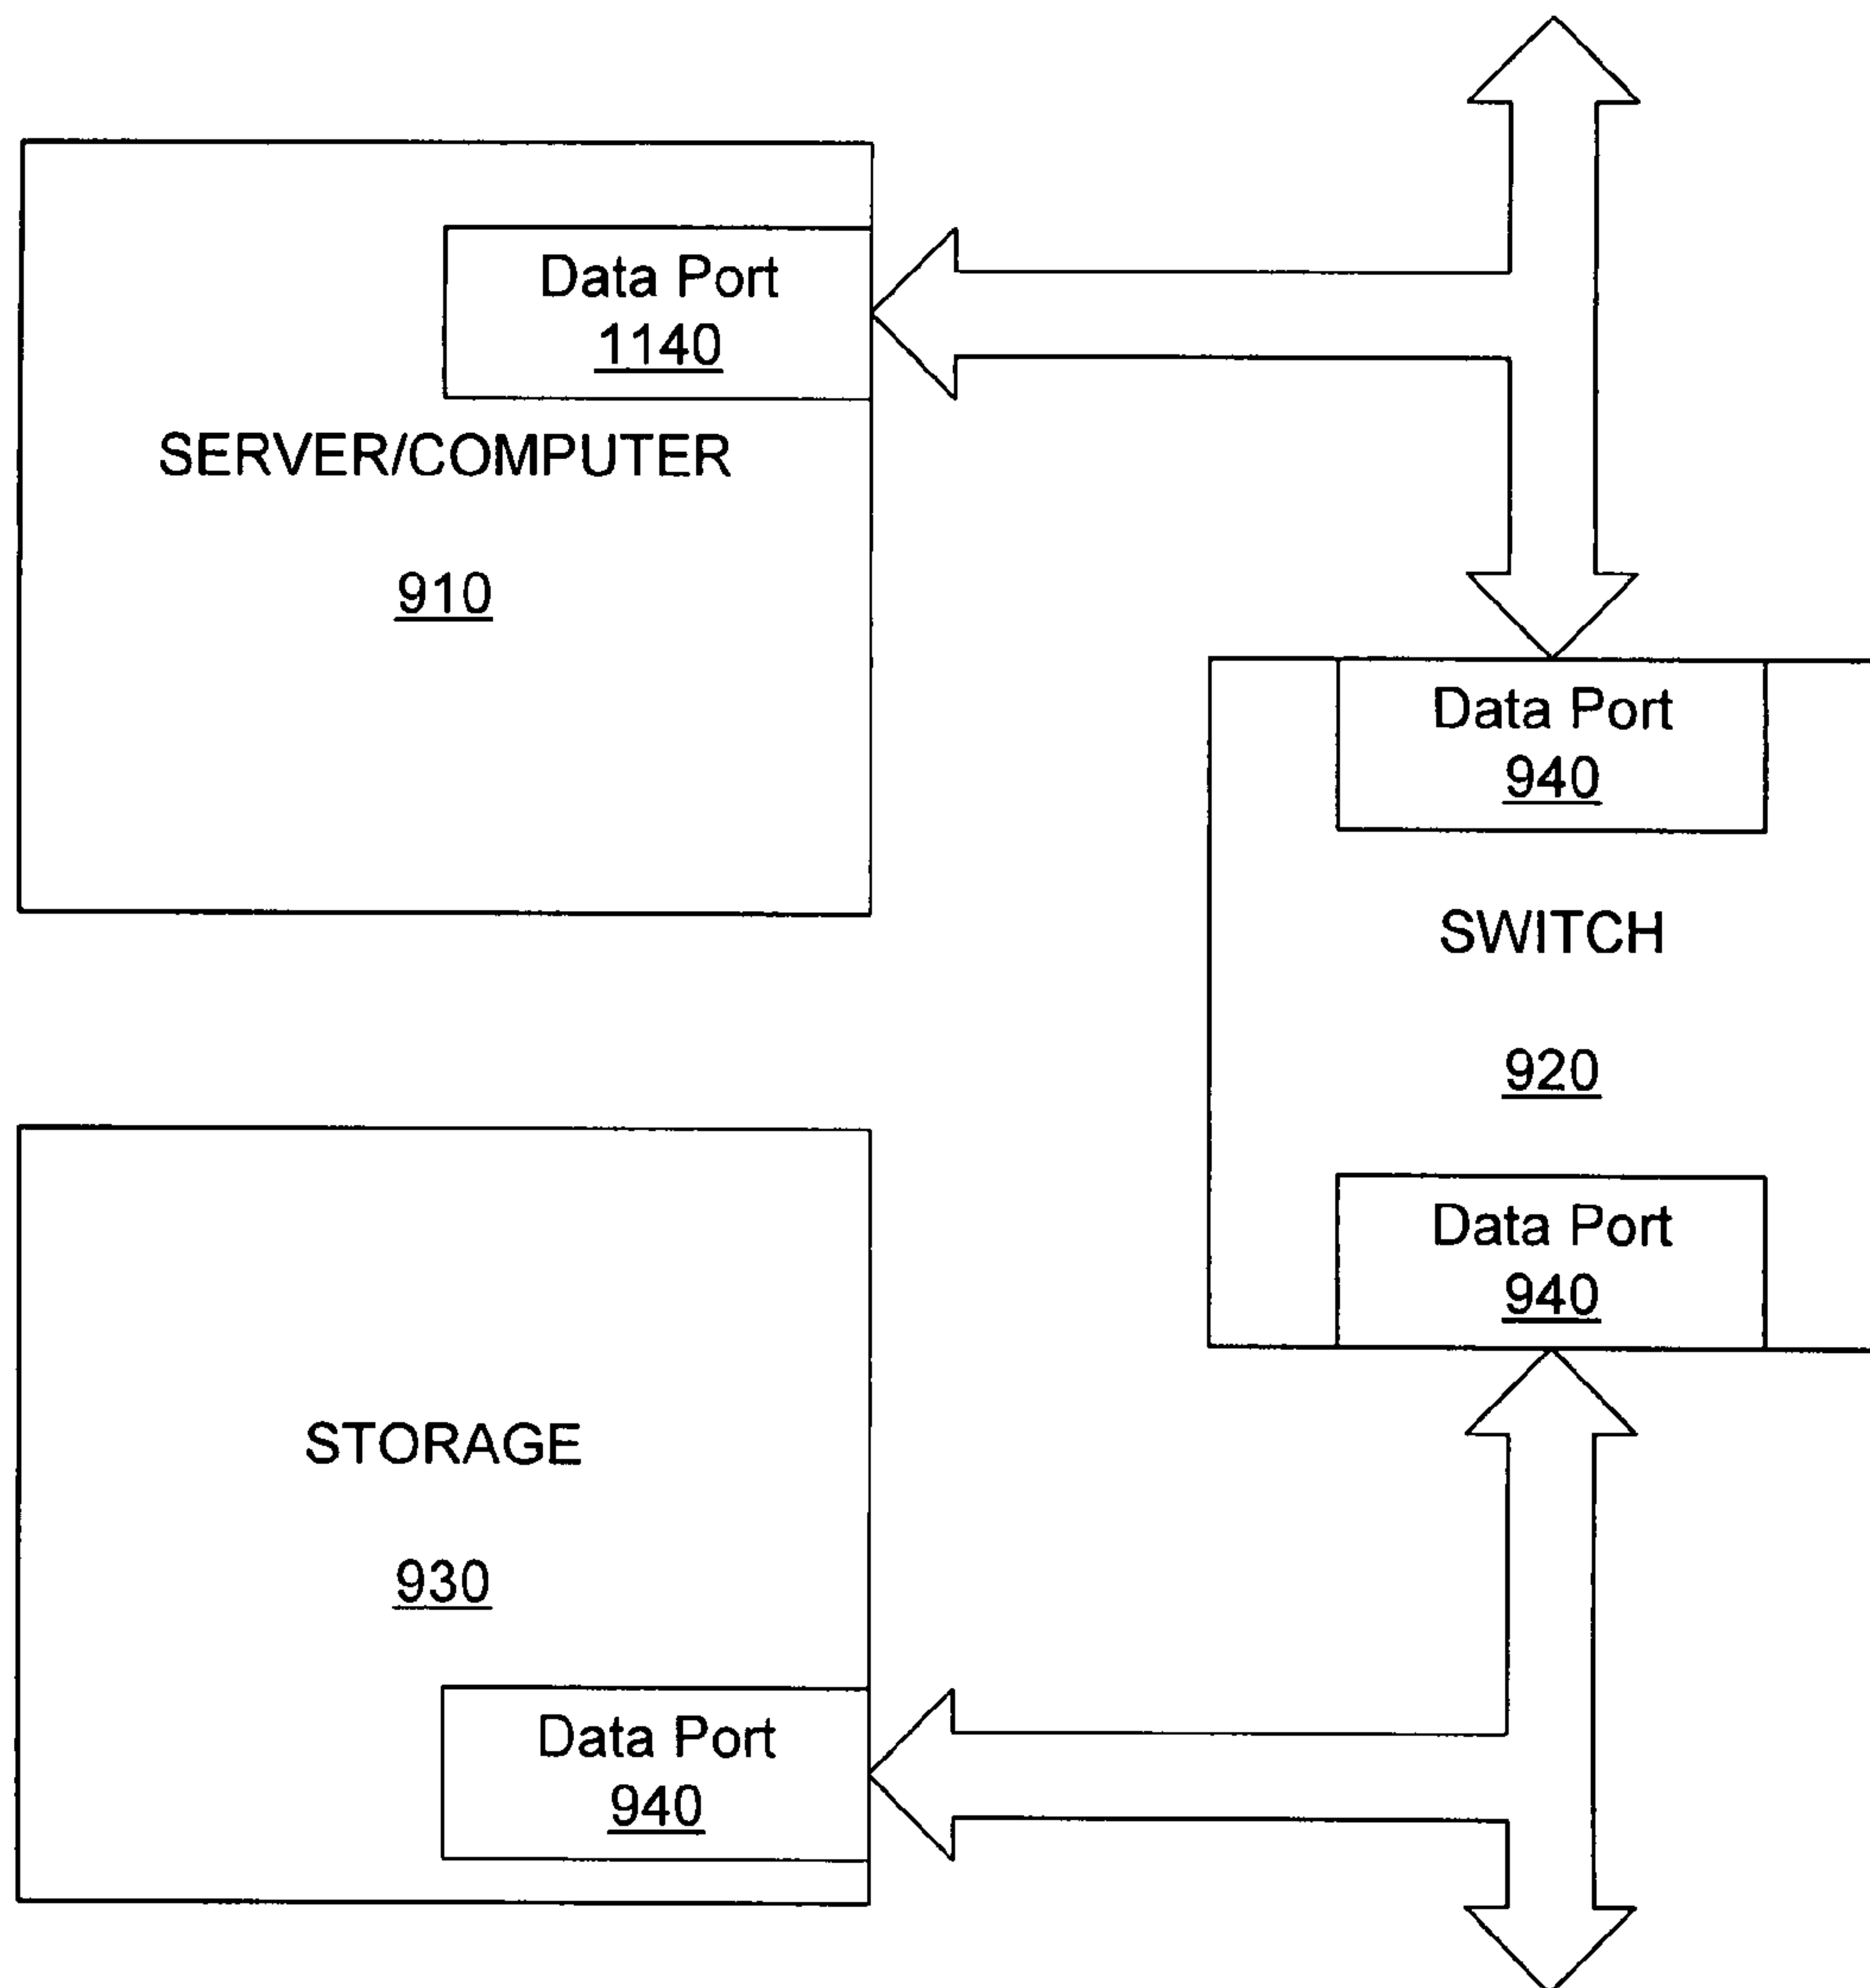 Data Port
1140
SERVER/COMPUTER
910
Data Port
940
SWITCH
920
Data Port
940
STORAGE
930
Data Port
940